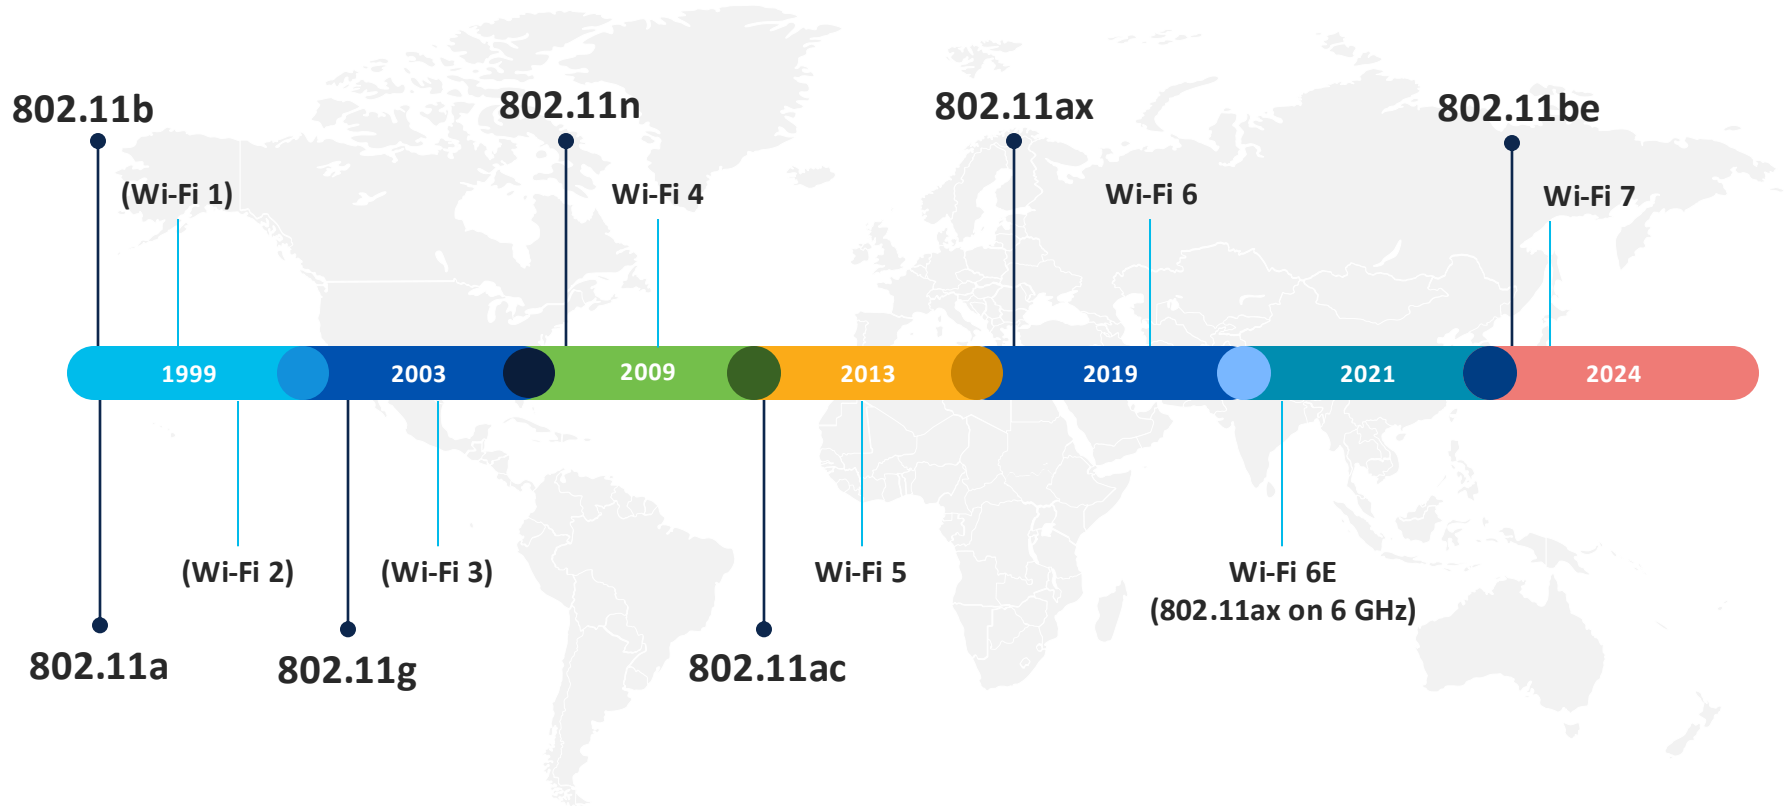 802.11b
802.11n
802.11ax
802.11be
(Wi-Fi 1)
Wi-Fi 4
Wi-Fi 6
Wi-Fi 7
1999
2003
2009
2013
2019
2021
2024
(Wi-Fi 2)
(Wi-Fi 3)
Wi-Fi 5
Wi-Fi 6E
(802.11ax on 6 GHz)
802.11a
802.11g
802.11ac